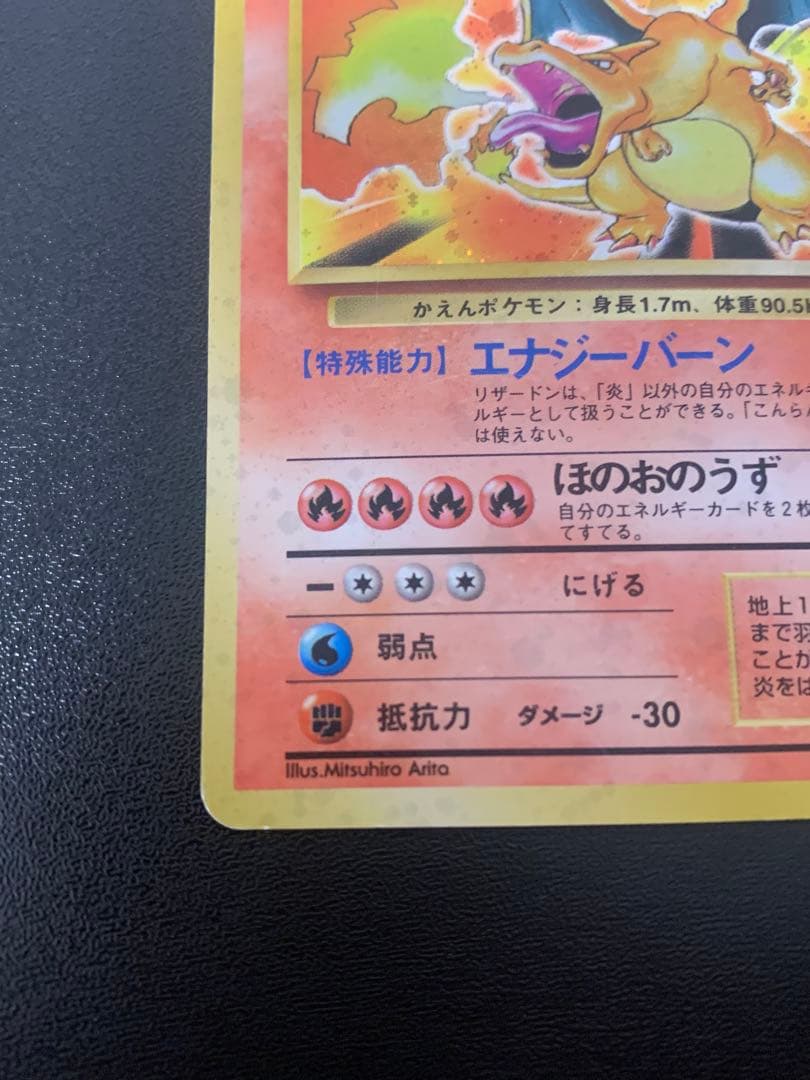 かえんポケモン：身長1.7m、体重90.5
【特殊能力】 エナジーバーン
リザードンは、「炎」以外の自分のエネル
ルギーとして扱うことができる。「こんらん
は使えない。
ほのおのうず
自分のエネルギーカードを2枚
てすてる。
にげる
地上1
弱点
まで羽
ことか
炎をは
抵抗力 ダメージ -30
Illus.Mitsuhiro Arita